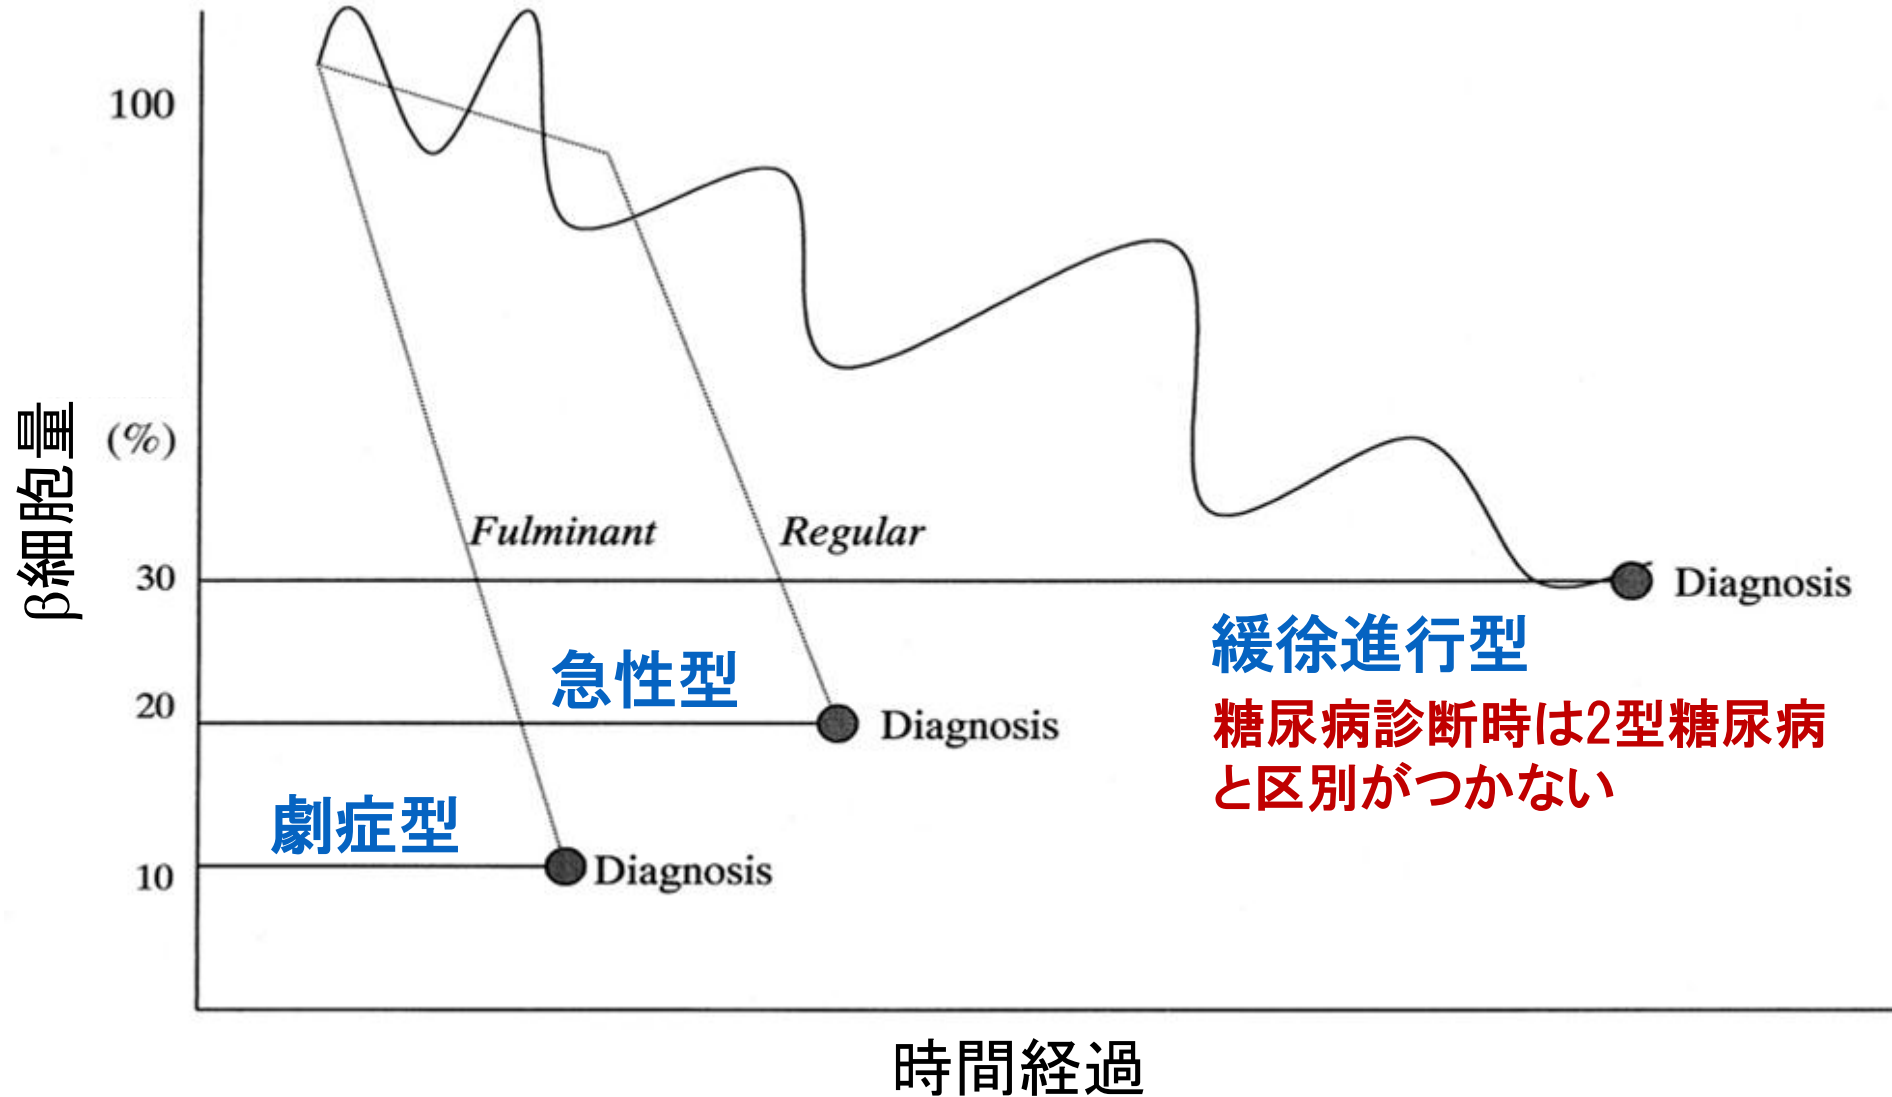 100
(%)
β細胞量
Fulminant
Regular
30
Diagnosis
緩徐進行型
急性型
20
Diagnosis
糖尿病診断時は2型糖尿病
と区別がつかない
劇症型
10
Diagnosis
時間経過